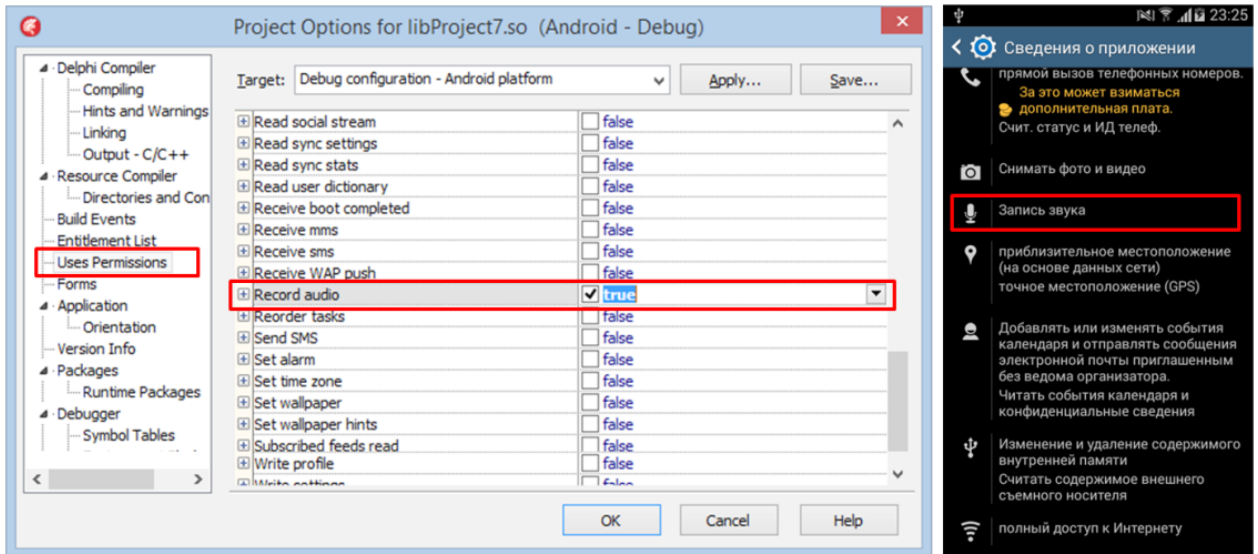 Project Options for libProject7.so (Android - Debug)
Delphi Compiler
Compiling
Hints and Warnings
Linking
Output - C/C++
Resource Compiler
Directories and Con
Build Events
Entitlement List
Uses Permissions
Forms
Application
Orientation
Version Info
Packages
Runtime Packages
Debugger
Symbol Tables
Target: Debug configuration - Android platform Apply... Save...
Read social stream false
Read sync settings false
Read sync stats false
Read user dictionary false
Receive boot completed false
Receive mms false
Receive sms false
Receive WAP push false
Record audio true
Reorder tasks false
Send SMS false
Set alarm false
Set time zone false
Set wallpaper false
Set wallpaper hints false
Subscribed feeds read false
Write profile false
Write settings false
OK Cancel Help
23:25
Сведения о приложении
прямой вызов телефонных номеров.
За это может взиматься
дополнительная плата.
Счит. статус и ИД телеф.
Снимать фото и видео
Запись звука
приблизительное местоположение
(на основе данных сети)
точное местоположение (GPS)
Добавлять или изменять события
календаря и отправлять сообщения
электронной почты приглашенным
без ведома организатора.
Читать события календаря и
конфиденциальные сведения
Изменение и удаление содержимого
внутренней памяти
Считать содержимое внешнего
съемного носителя
полный доступ к Интернету